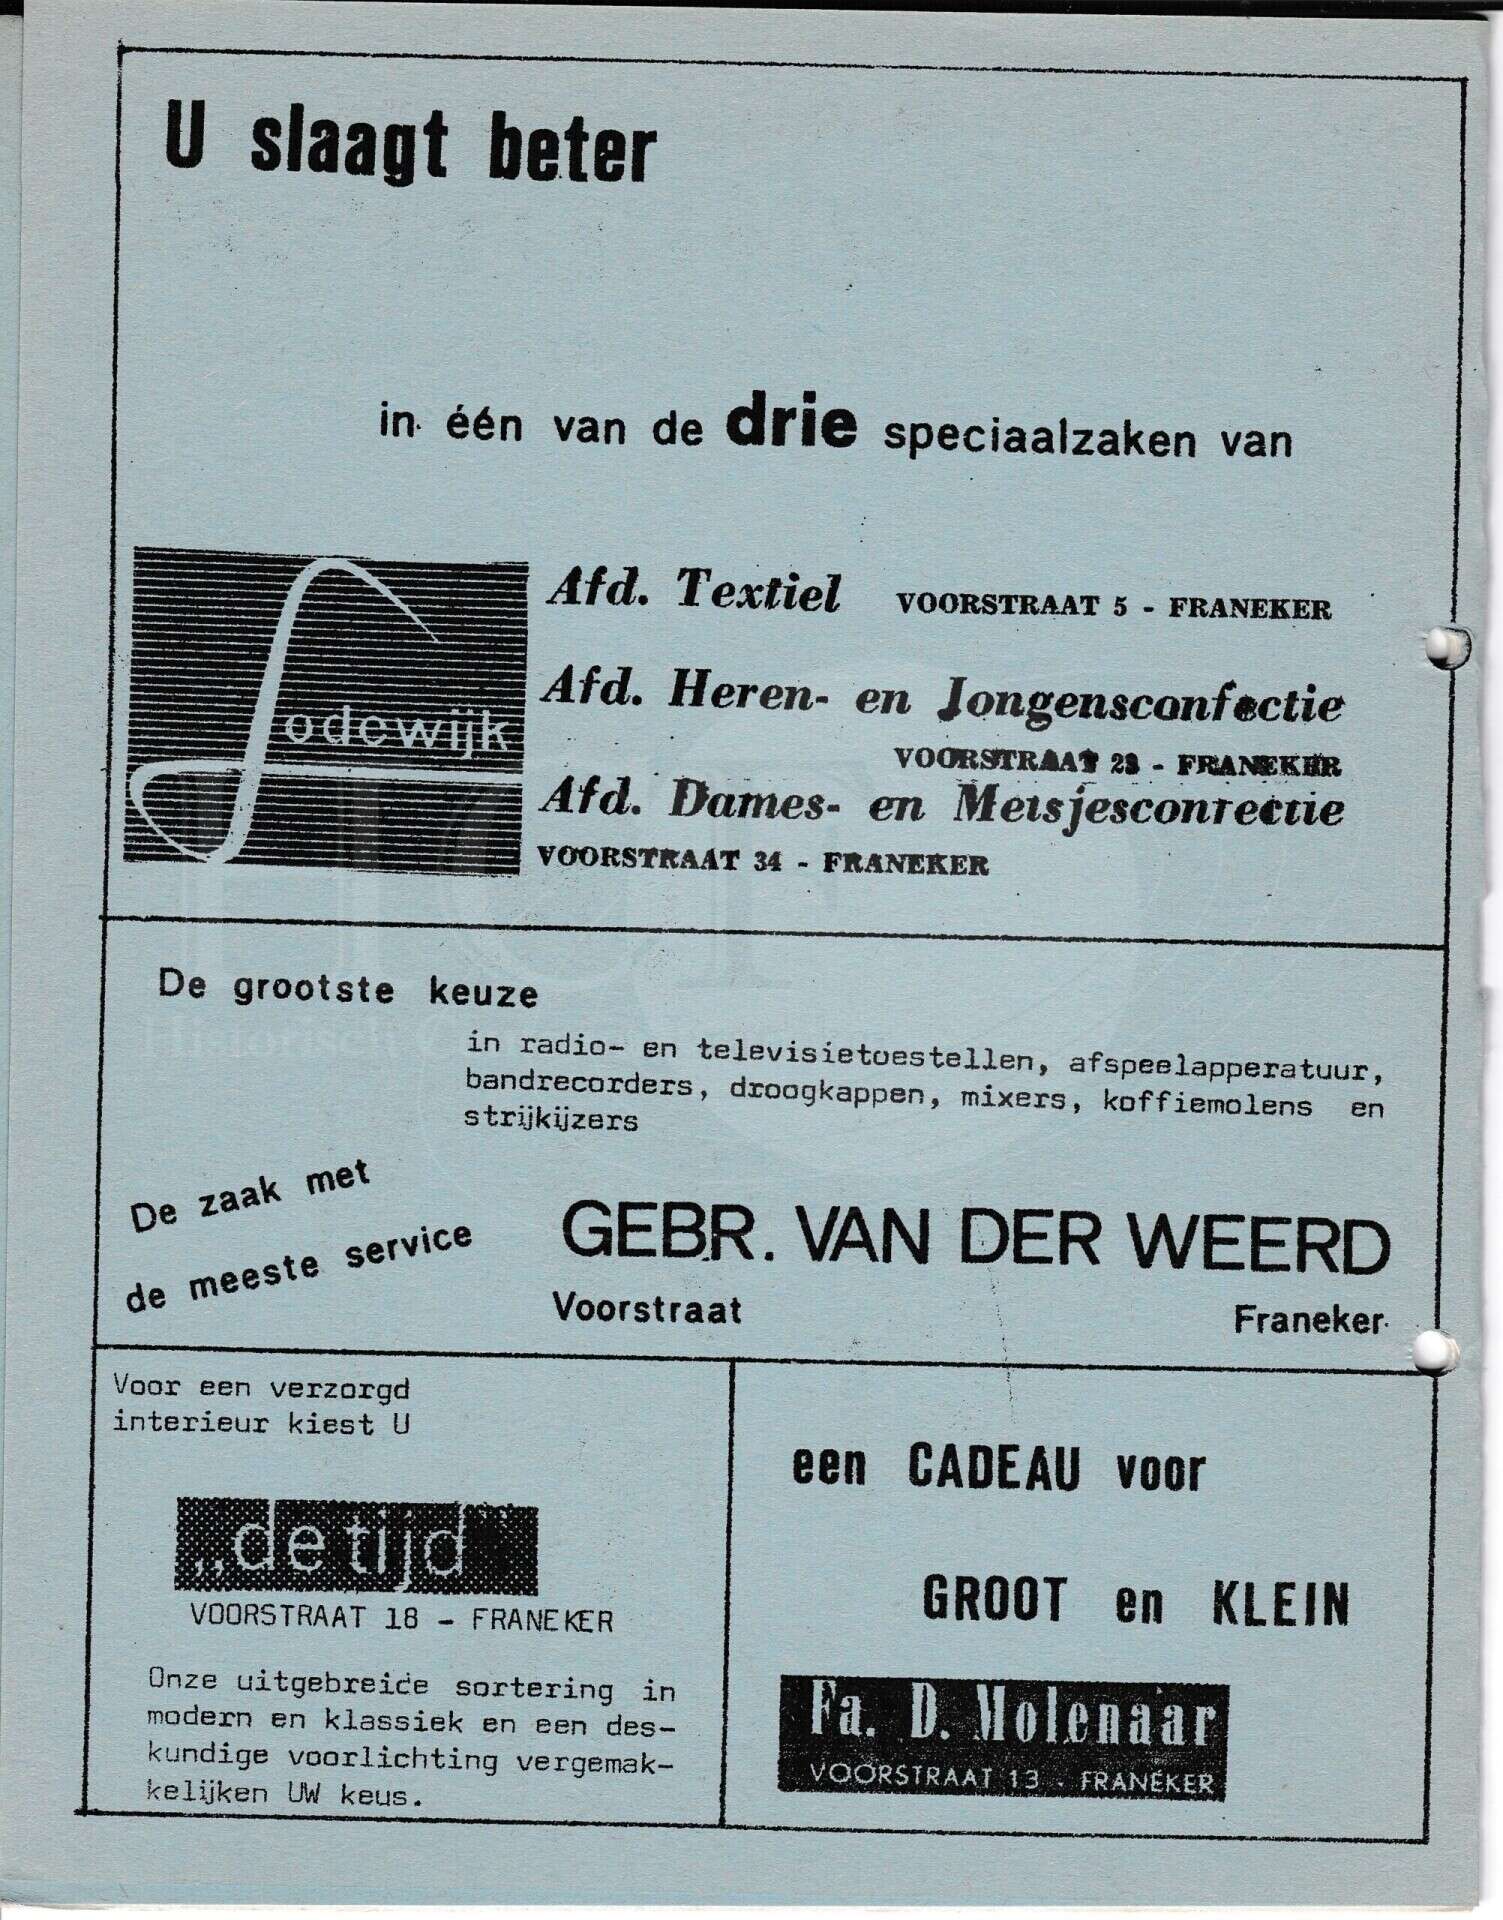 U slaagt beter
in één van de drie speciaalzaken van
Lodewijk
Afd. Textiel VOORSTRAAT 5 - FRANEKER
Afd. Heren- en Jongensconfectie
VOORSTRAAT 23 - FRANEKER
Afd. Dames- en Meisjesconfectie
VOORSTRAAT 34 - FRANEKER
De grootste keuze
in radio- en televisietoestellen, afspeelapperatuur,
bandrecorders, droogkappen, mixers, koffiemolens en
strijkijzers
De zaak met
de meeste service
GEBR. VAN DER WEERD
Voorstraat Franeker
Voor een verzorgd
interieur kiest U
„de tijd"
VOORSTRAAT 18 - FRANEKER
Onze uitgebreide sortering in
modern en klassiek en een des-
kundige voorlichting vergemak-
kelijken UW keus.
een CADEAU voor
GROOT en KLEIN
Fa. D. Molenaar
VOORSTRAAT 13 - FRANEKER